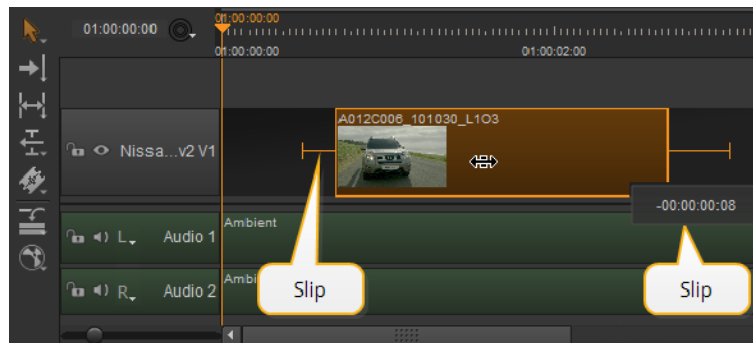 01:00:00:00
01:00:00:00
01:00:00:00
01:00:02:00
A012C006_101030_L1O3
Nissa...v2 V1
-00:00:00:08
Ambient
L
Audio 1
Slip
Slip
Ambi
R
Audio 2